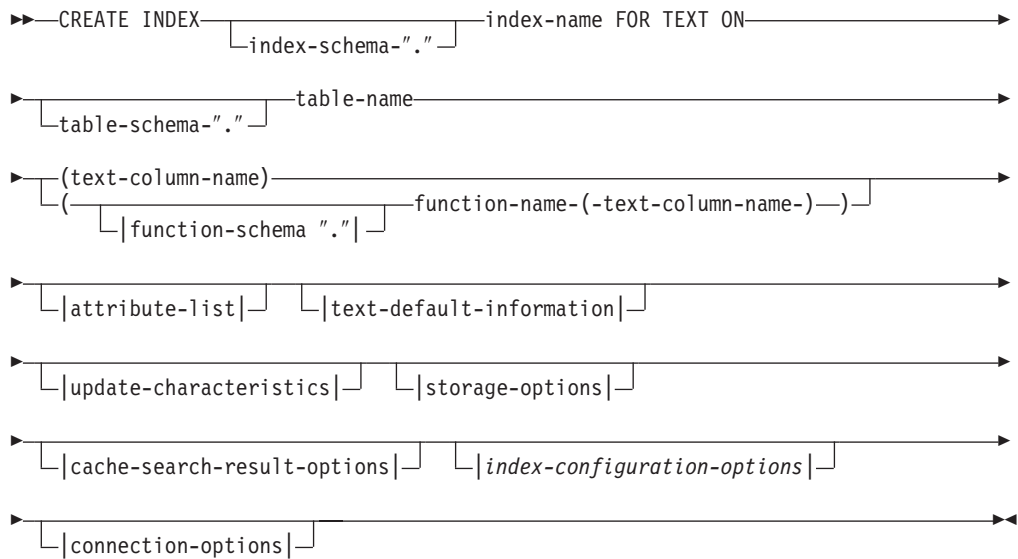 CREATE INDEX index-name FOR TEXT ON
index-schema-"."
table-name
table-schema-"."
(text-column-name)
( function-name-(-text-column-name-) )
|function-schema "."|
|attribute-list| |text-default-information|
|update-characteristics| |storage-options|
|cache-search-result-options| |index-configuration-options|
|connection-options|